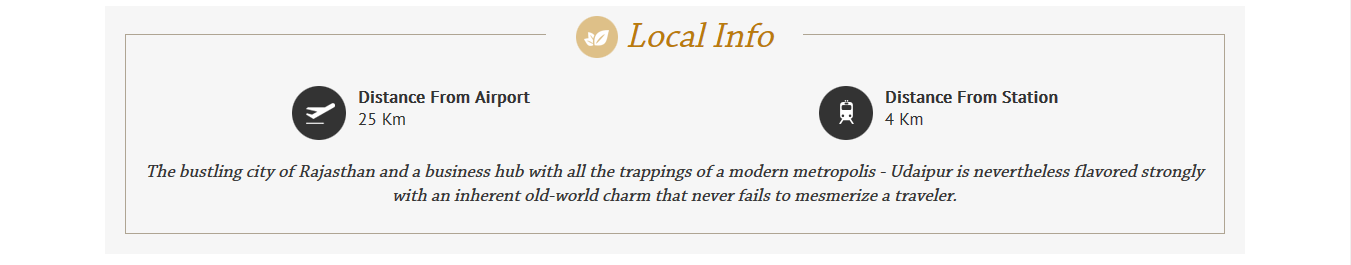 Local Info
Distance From Airport
25 Km
Distance From Station
4 Km
The bustling city of Rajasthan and a business hub with all the trappings of a modern metropolis - Udaipur is nevertheless flavored strongly
with an inherent old-world charm that never fails to mesmerize a traveler.